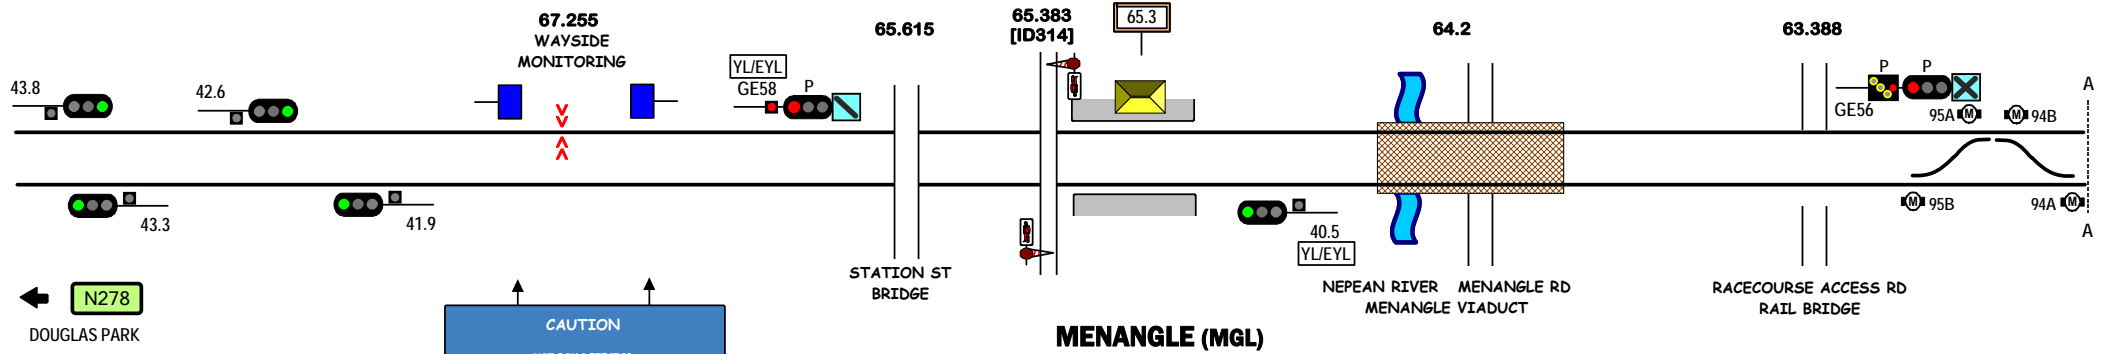 67.255
WAYSIDE
MONITORING
65.615
65.383
[ID314]
65.3
64.2
63.388
43.8
42.6
YL/EYL
GE58
P
P
P
GE56
95A
M
M
94B
A
43.3
41.9
40.5
YL/EYL
M
95B
94A
M
A
STATION ST
BRIDGE
NEPEAN RIVER
MENANGLE RD
MENANGLE VIADUCT
RACECOURSE ACCESS RD
RAIL BRIDGE
N278
DOUGLAS PARK
CAUTION
MENANGLE (MGL)